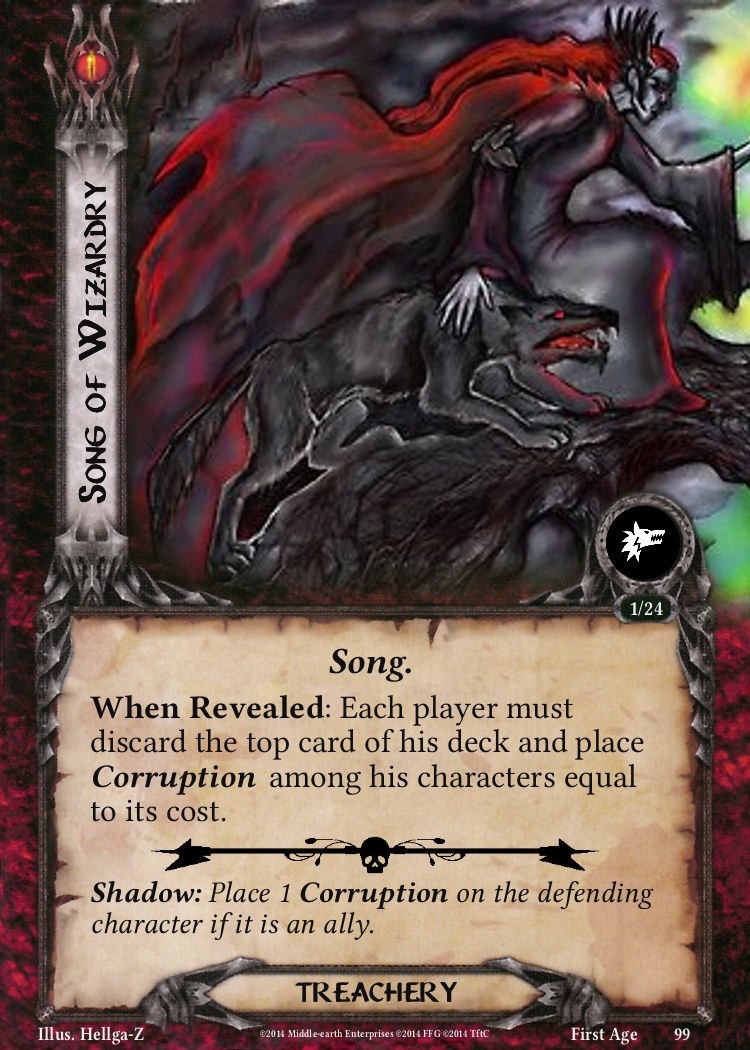 SONG OF WIZARDRY
1/24
Song.
When Revealed: Each player must
discard the top card of his deck and place
Corruption among his characters equal
to its cost.
Shadow: Place 1 Corruption on the defending
character if it is an ally.
TREACHERY
Illus. Hellga-Z
©2014 Middle-earth Enterprises ©2014 FFG ©2014 TftC
First Age
99